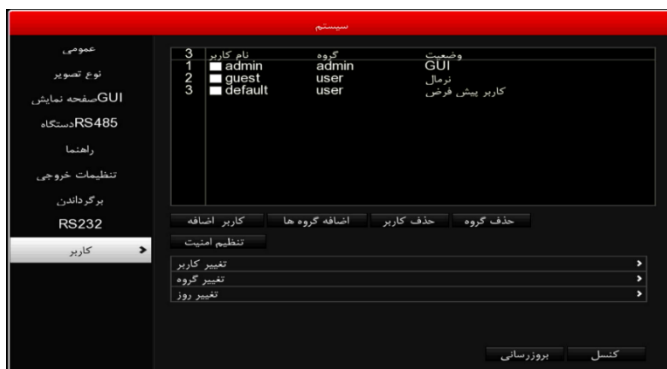 سیستم
عمومی
نوع تصویر
GUIصفحه نمایش
RS485دستگاه
راهنما
تنظیمات خروجی
برگرداندن
RS232
کاربر
3 نام کاربر گروه وضعیت
1 admin admin GUI
2 guest user نرمال
3 default user کاربر پیش فرض
کاربر اضافه اضافه گروه ها حذف کاربر حذف گروه
تنظیم امنیت
تغییر کاربر
تغییر گروه
تغییر روز
بروزرسانی کنسل